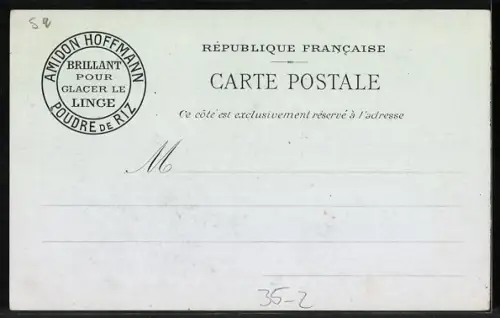 52
AMIDON HOFFMANN
BRILLANT
POUR
GLACER LE
LINGE
POUDRE DE RIZ
RÉPUBLIQUE FRANÇAISE
CARTE POSTALE
Ce côté est exclusivement réservé à l'adresse
M
35-2